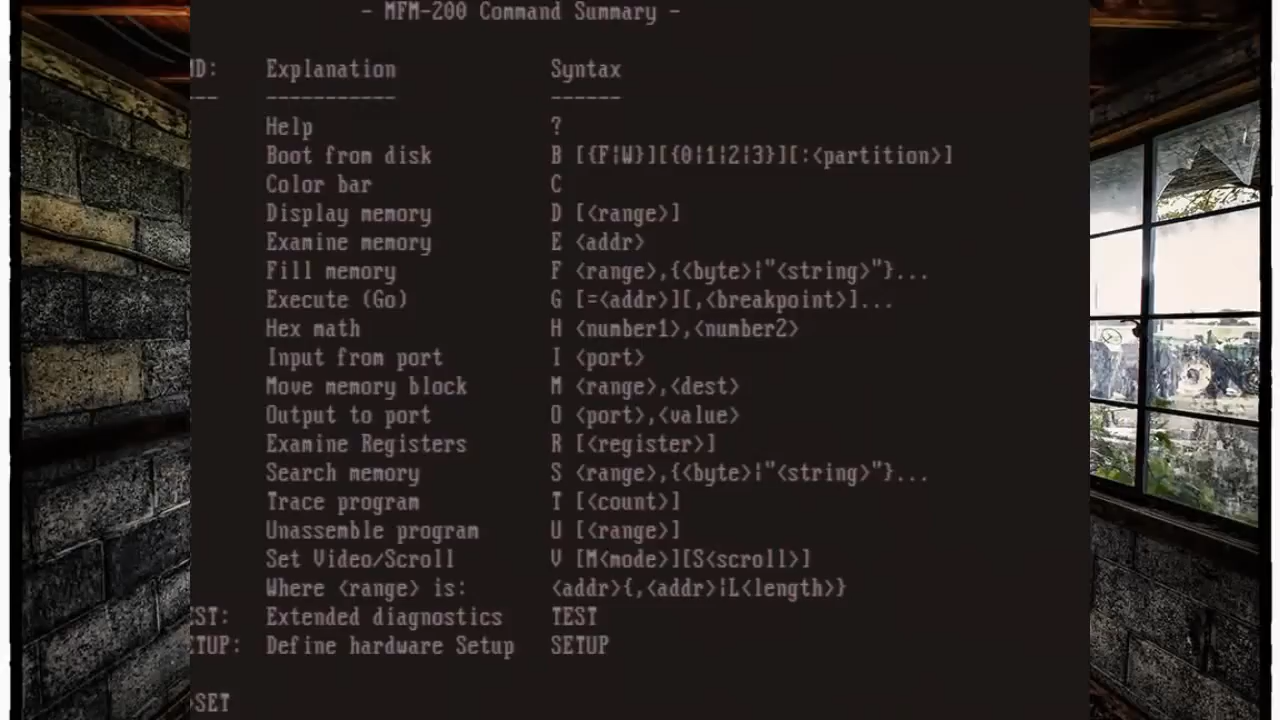 - MFM-200 Command Summary -
MD: Explanation Syntax
--- ----------- ------
Help ?
Boot from disk B [{F|W}][{0|1|2|3}][:<partition>]
Color bar C
Display memory D [<range>]
Examine memory E <addr>
Fill memory F <range>,{<byte>|"<string>"}...
Execute (Go) G [=<addr>][,<breakpoint>]...
Hex math H <number1>,<number2>
Input from port I <port>
Move memory block M <range>,<dest>
Output to port O <port>,<value>
Examine Registers R [<register>]
Search memory S <range>,{<byte>|"<string>"}...
Trace program T [<count>]
Unassemble program U [<range>]
Set Video/Scroll V [M<mode>][S<scroll>]
Where <range> is: <addr>{,<addr>|L<length>}
EST: Extended diagnostics TEST
ETUP: Define hardware Setup SETUP
>SET